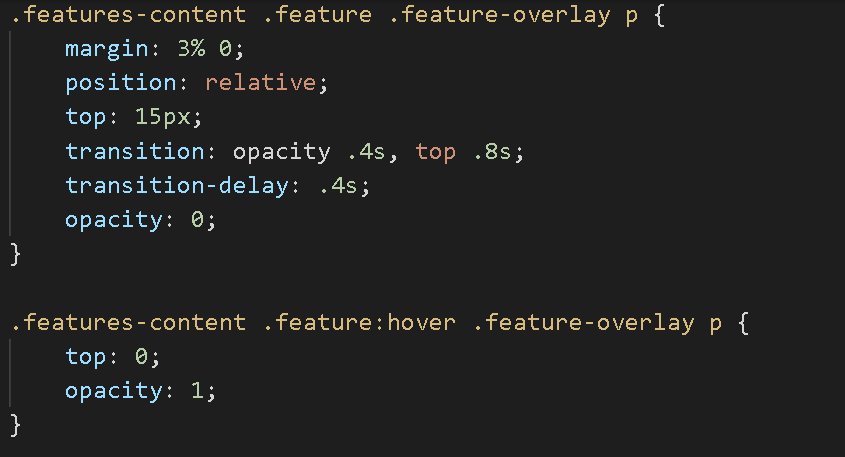 .features-content .feature .feature-overlay p {
    margin: 3% 0;
    position: relative;
    top: 15px;
    transition: opacity .4s, top .8s;
    transition-delay: .4s;
    opacity: 0;
}

.features-content .feature:hover .feature-overlay p {
    top: 0;
    opacity: 1;
}